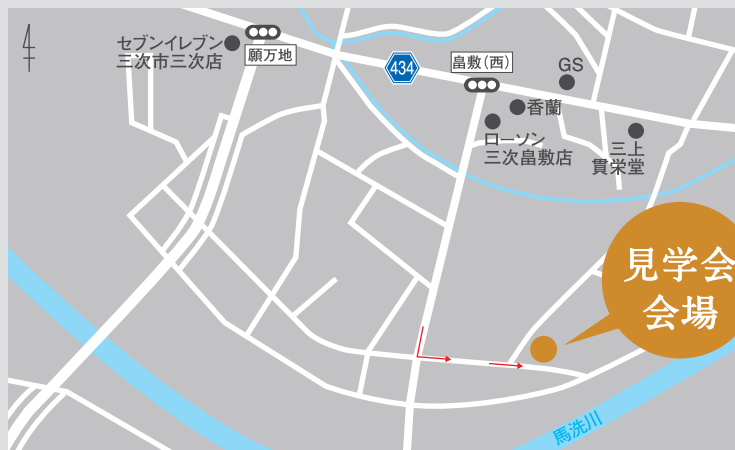 セブンイレブン
三次市三次店
願万地
434
畠敷（西）
GS
香蘭
ローソン
三次畠敷店
三上
貫栄堂
見学会
会場
馬洗川